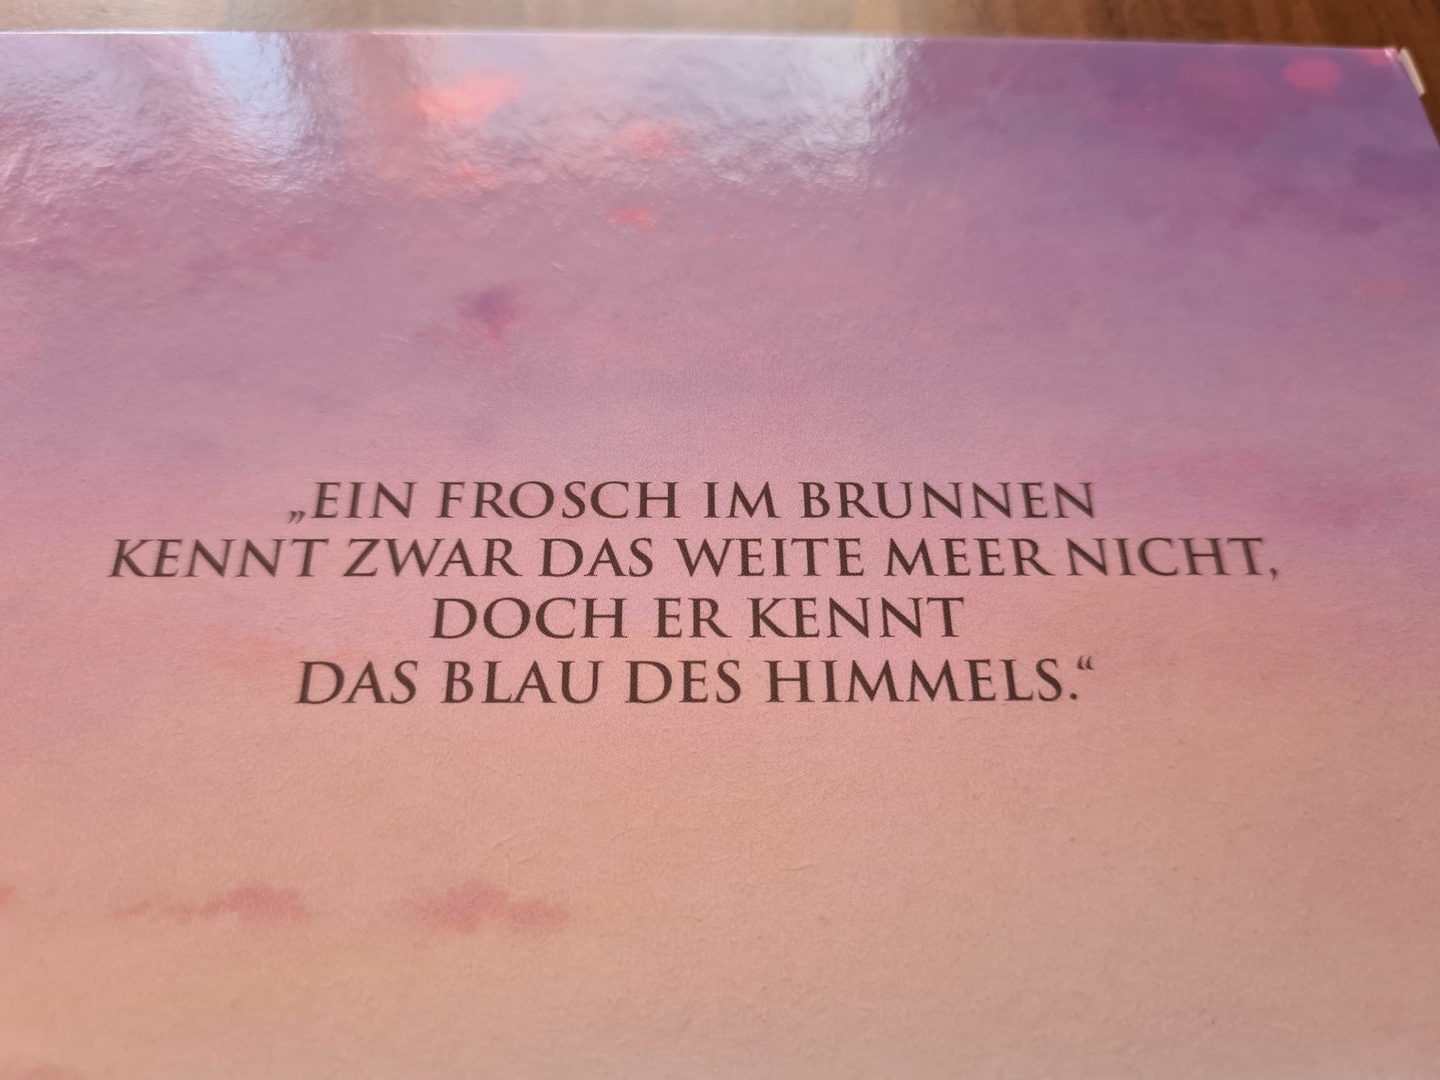 „EIN FROSCH IM BRUNNEN
KENNT ZWAR DAS WEITE MEER NICHT,
DOCH ER KENNT
DAS BLAU DES HIMMELS.“